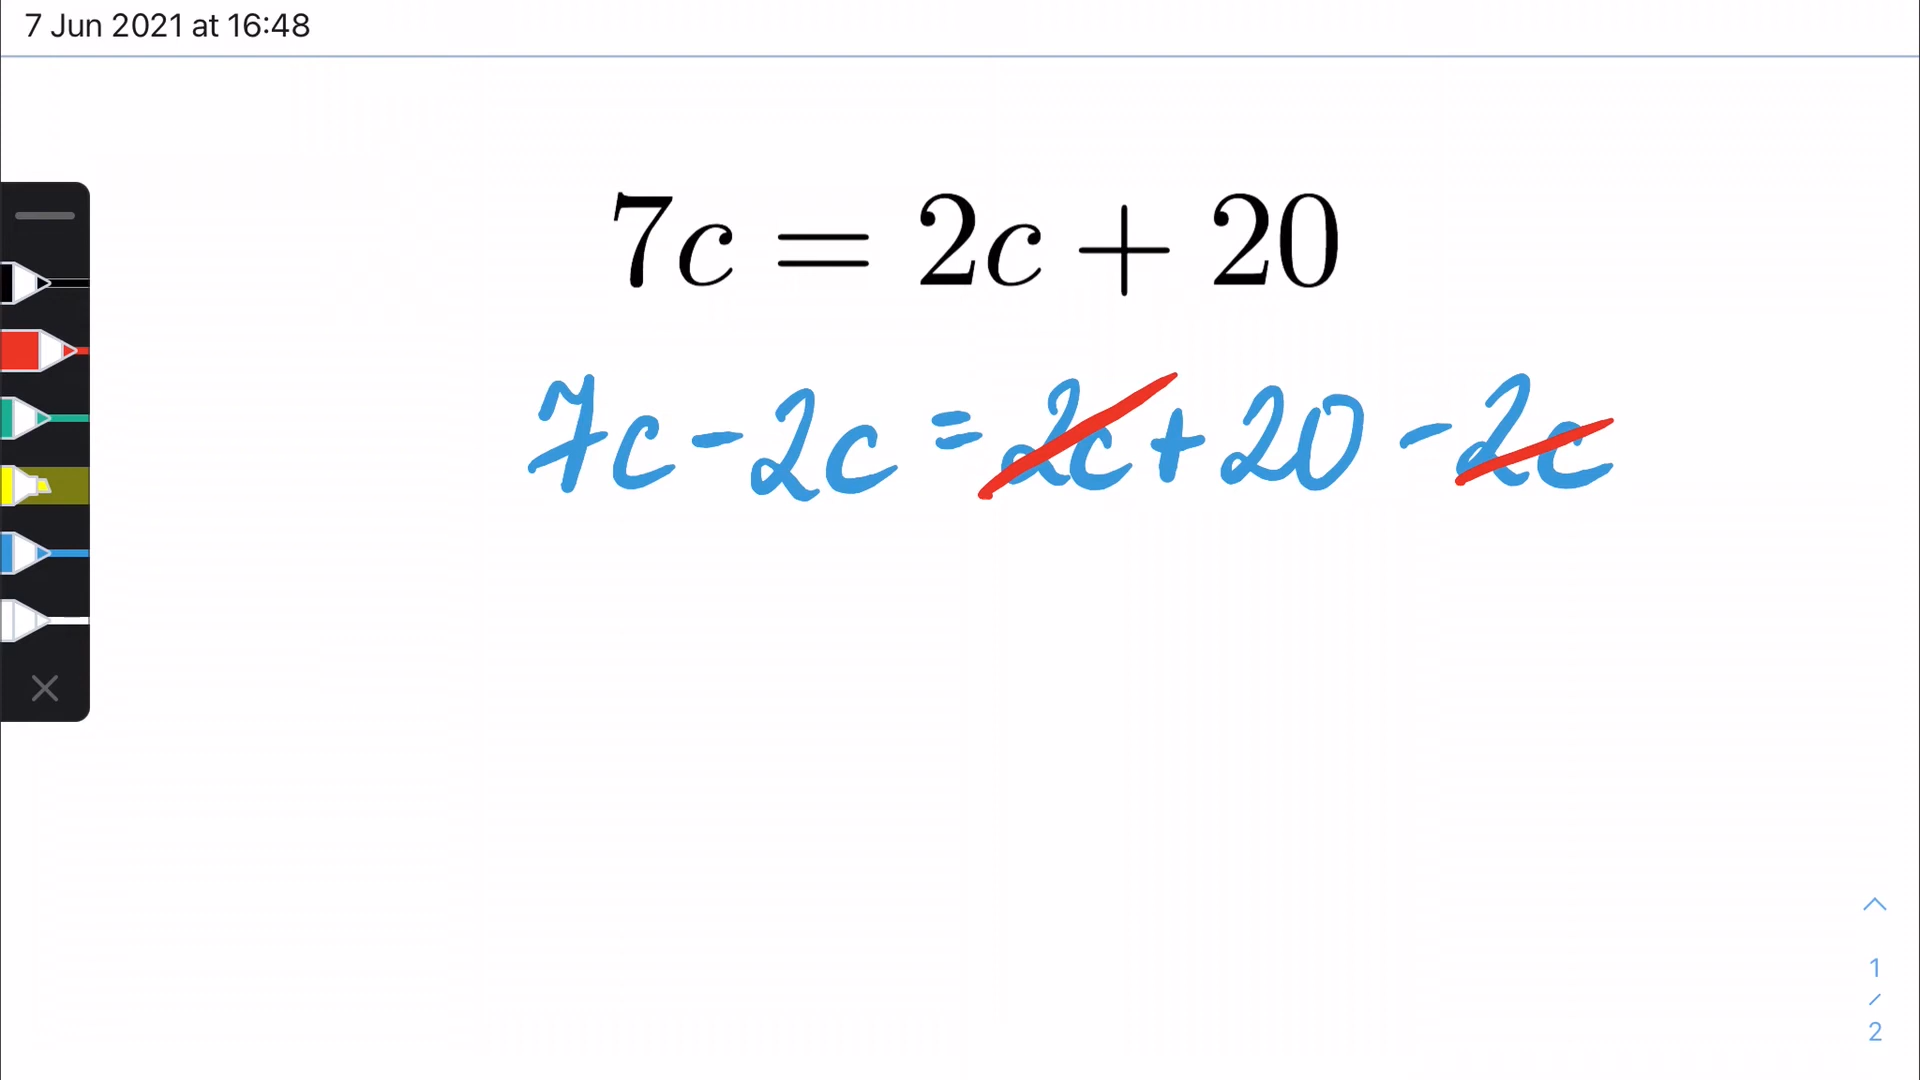 7 Jun 2021 at 16:48
7c = 2c + 20
7c - 2c = 2c + 20 - 2c
1
/
2